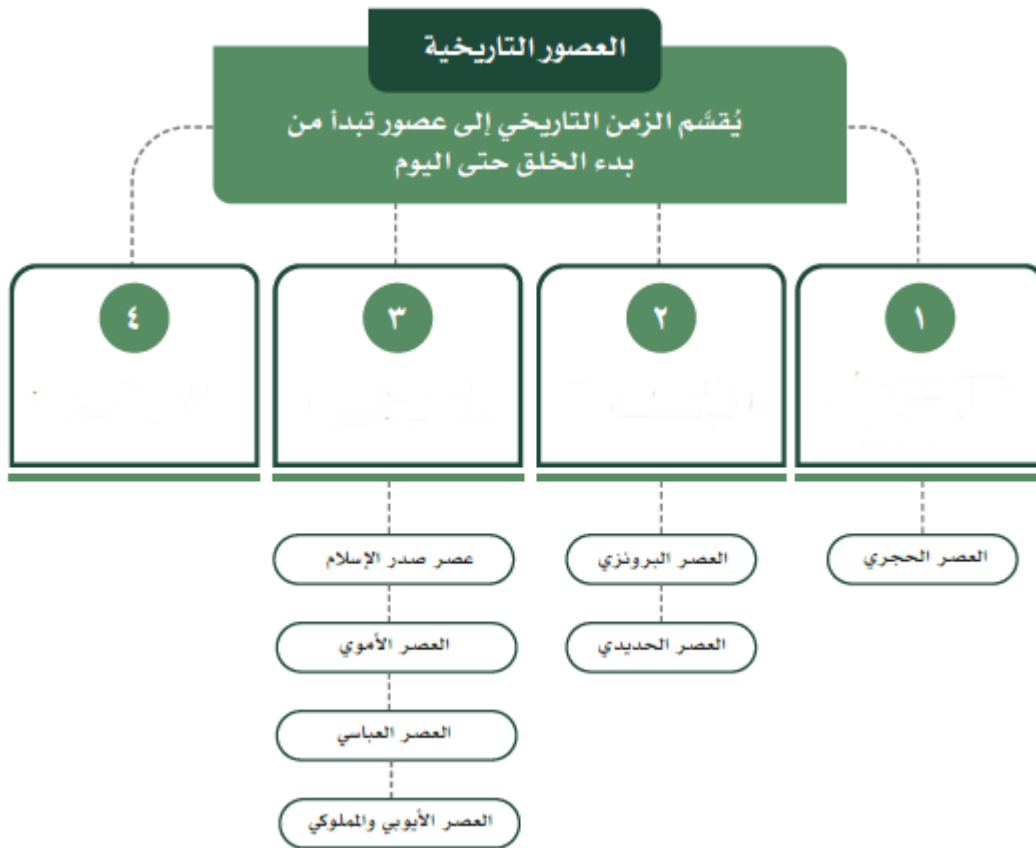 العصور التاريخية
يُقسَّم الزمن التاريخي إلى عصور تبدأ من
بدء الخلق حتى اليوم
١
٢
٣
٤
العصر الحجري
العصر البرونزي
العصر الحديدي
عصر صدر الإسلام
العصر الأموي
العصر العباسي
العصر الأيوبي والمملوكي